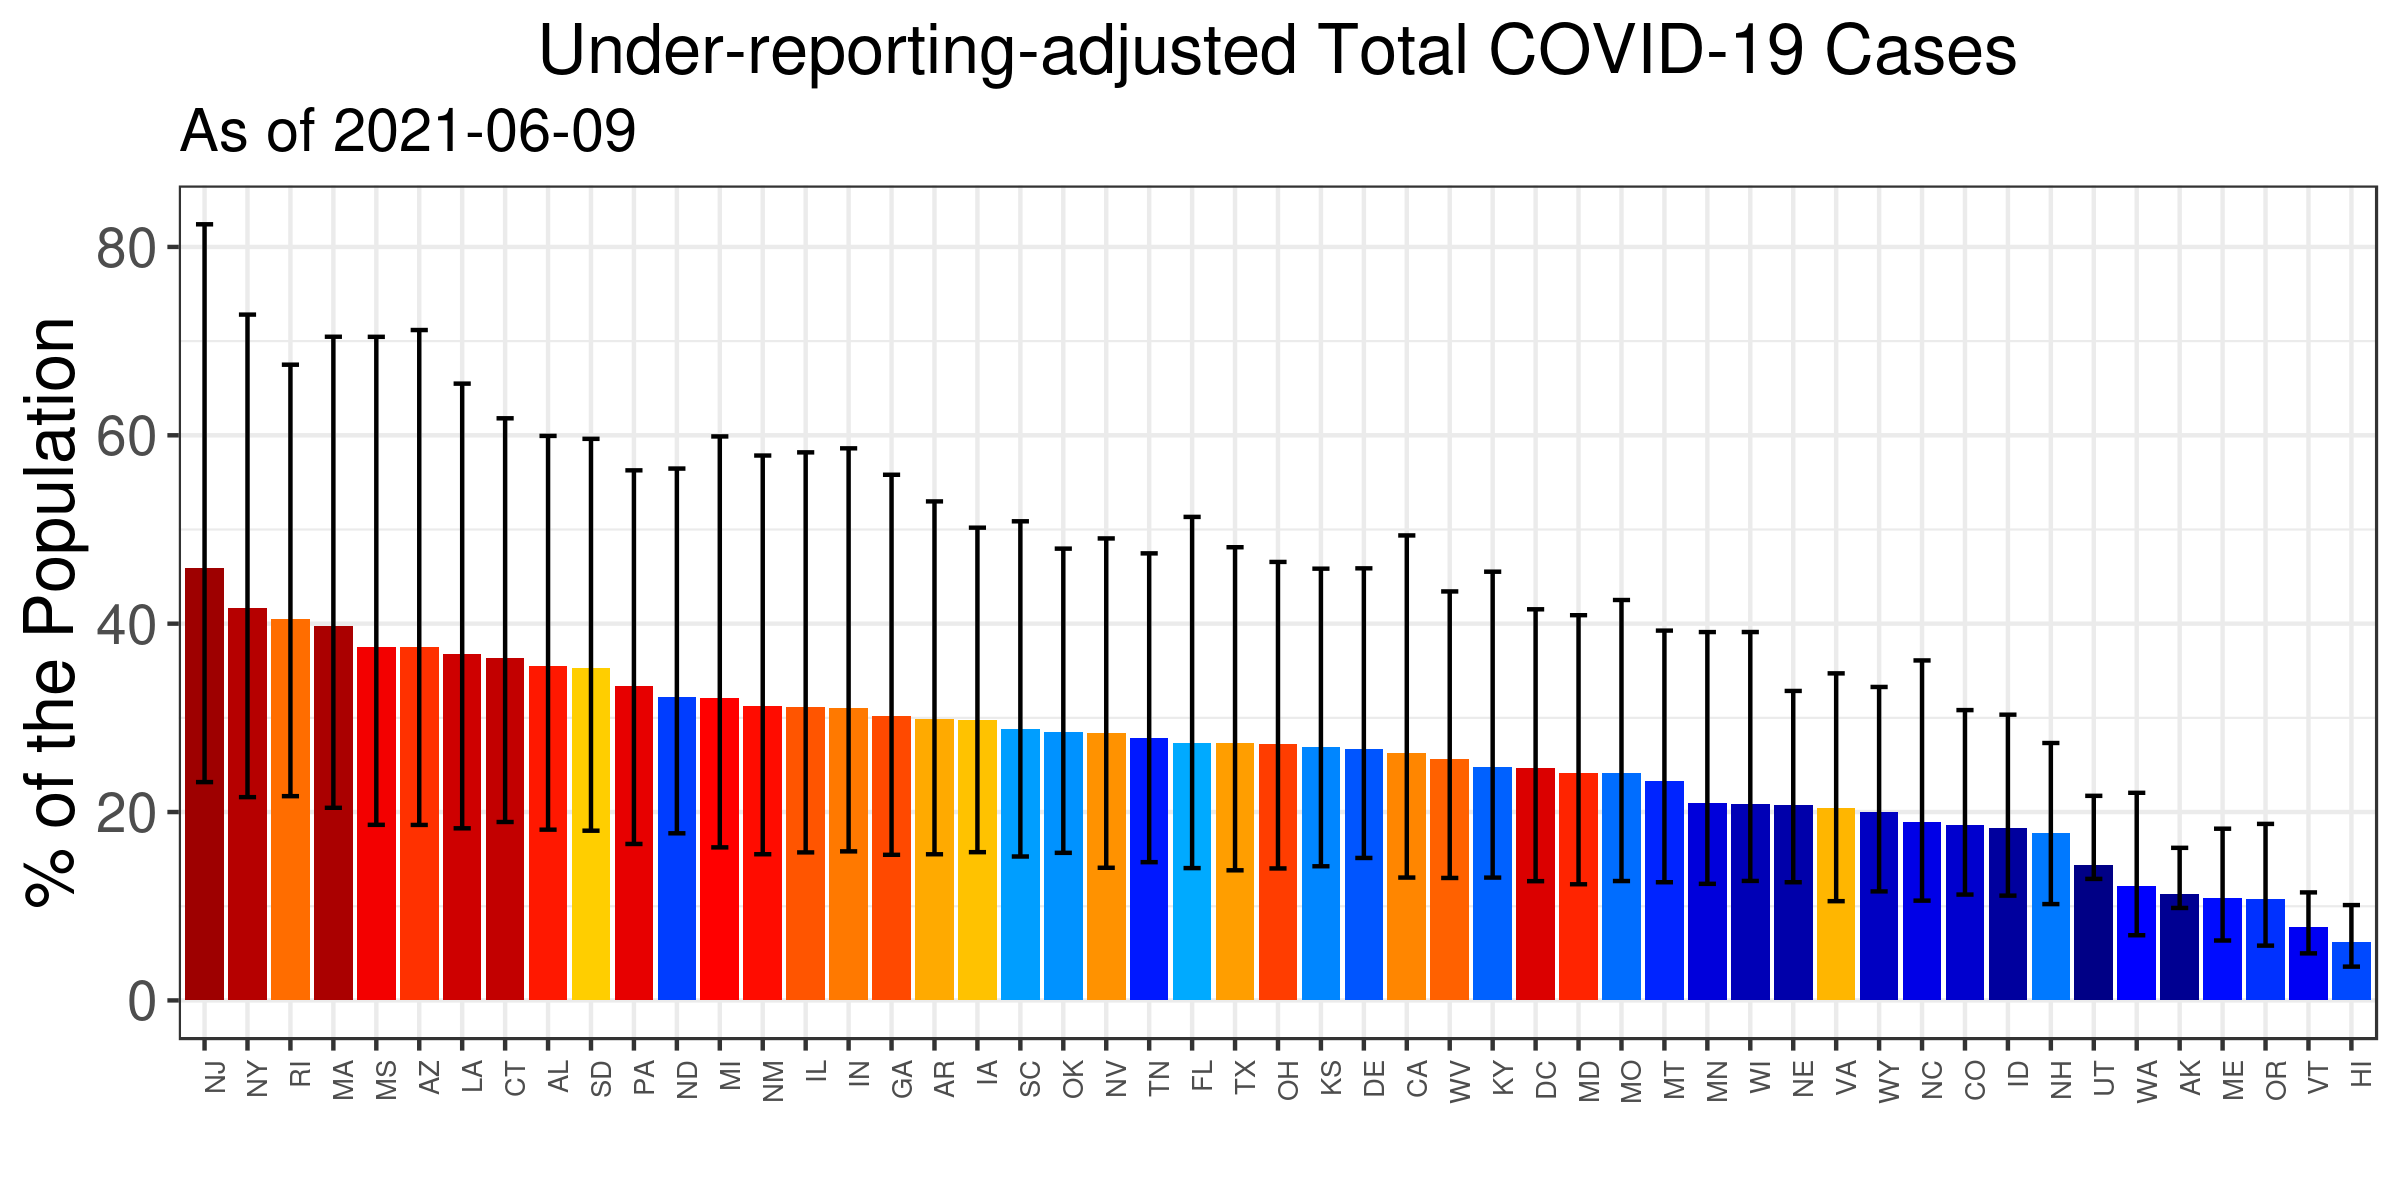 Under-reporting-adjusted Total COVID-19 Cases
As of 2021-06-09
% of the Population
80
60
40
20
0
NJ NY RI MA MS AZ LA CT AL SD PA ND MI NM IL IN GA AR IA SC OK NV TN FL TX OH KS DE CA WV KY DC MD MO MT MN WI NE VA WY NC CO ID NH UT WA AK ME OR VT HI